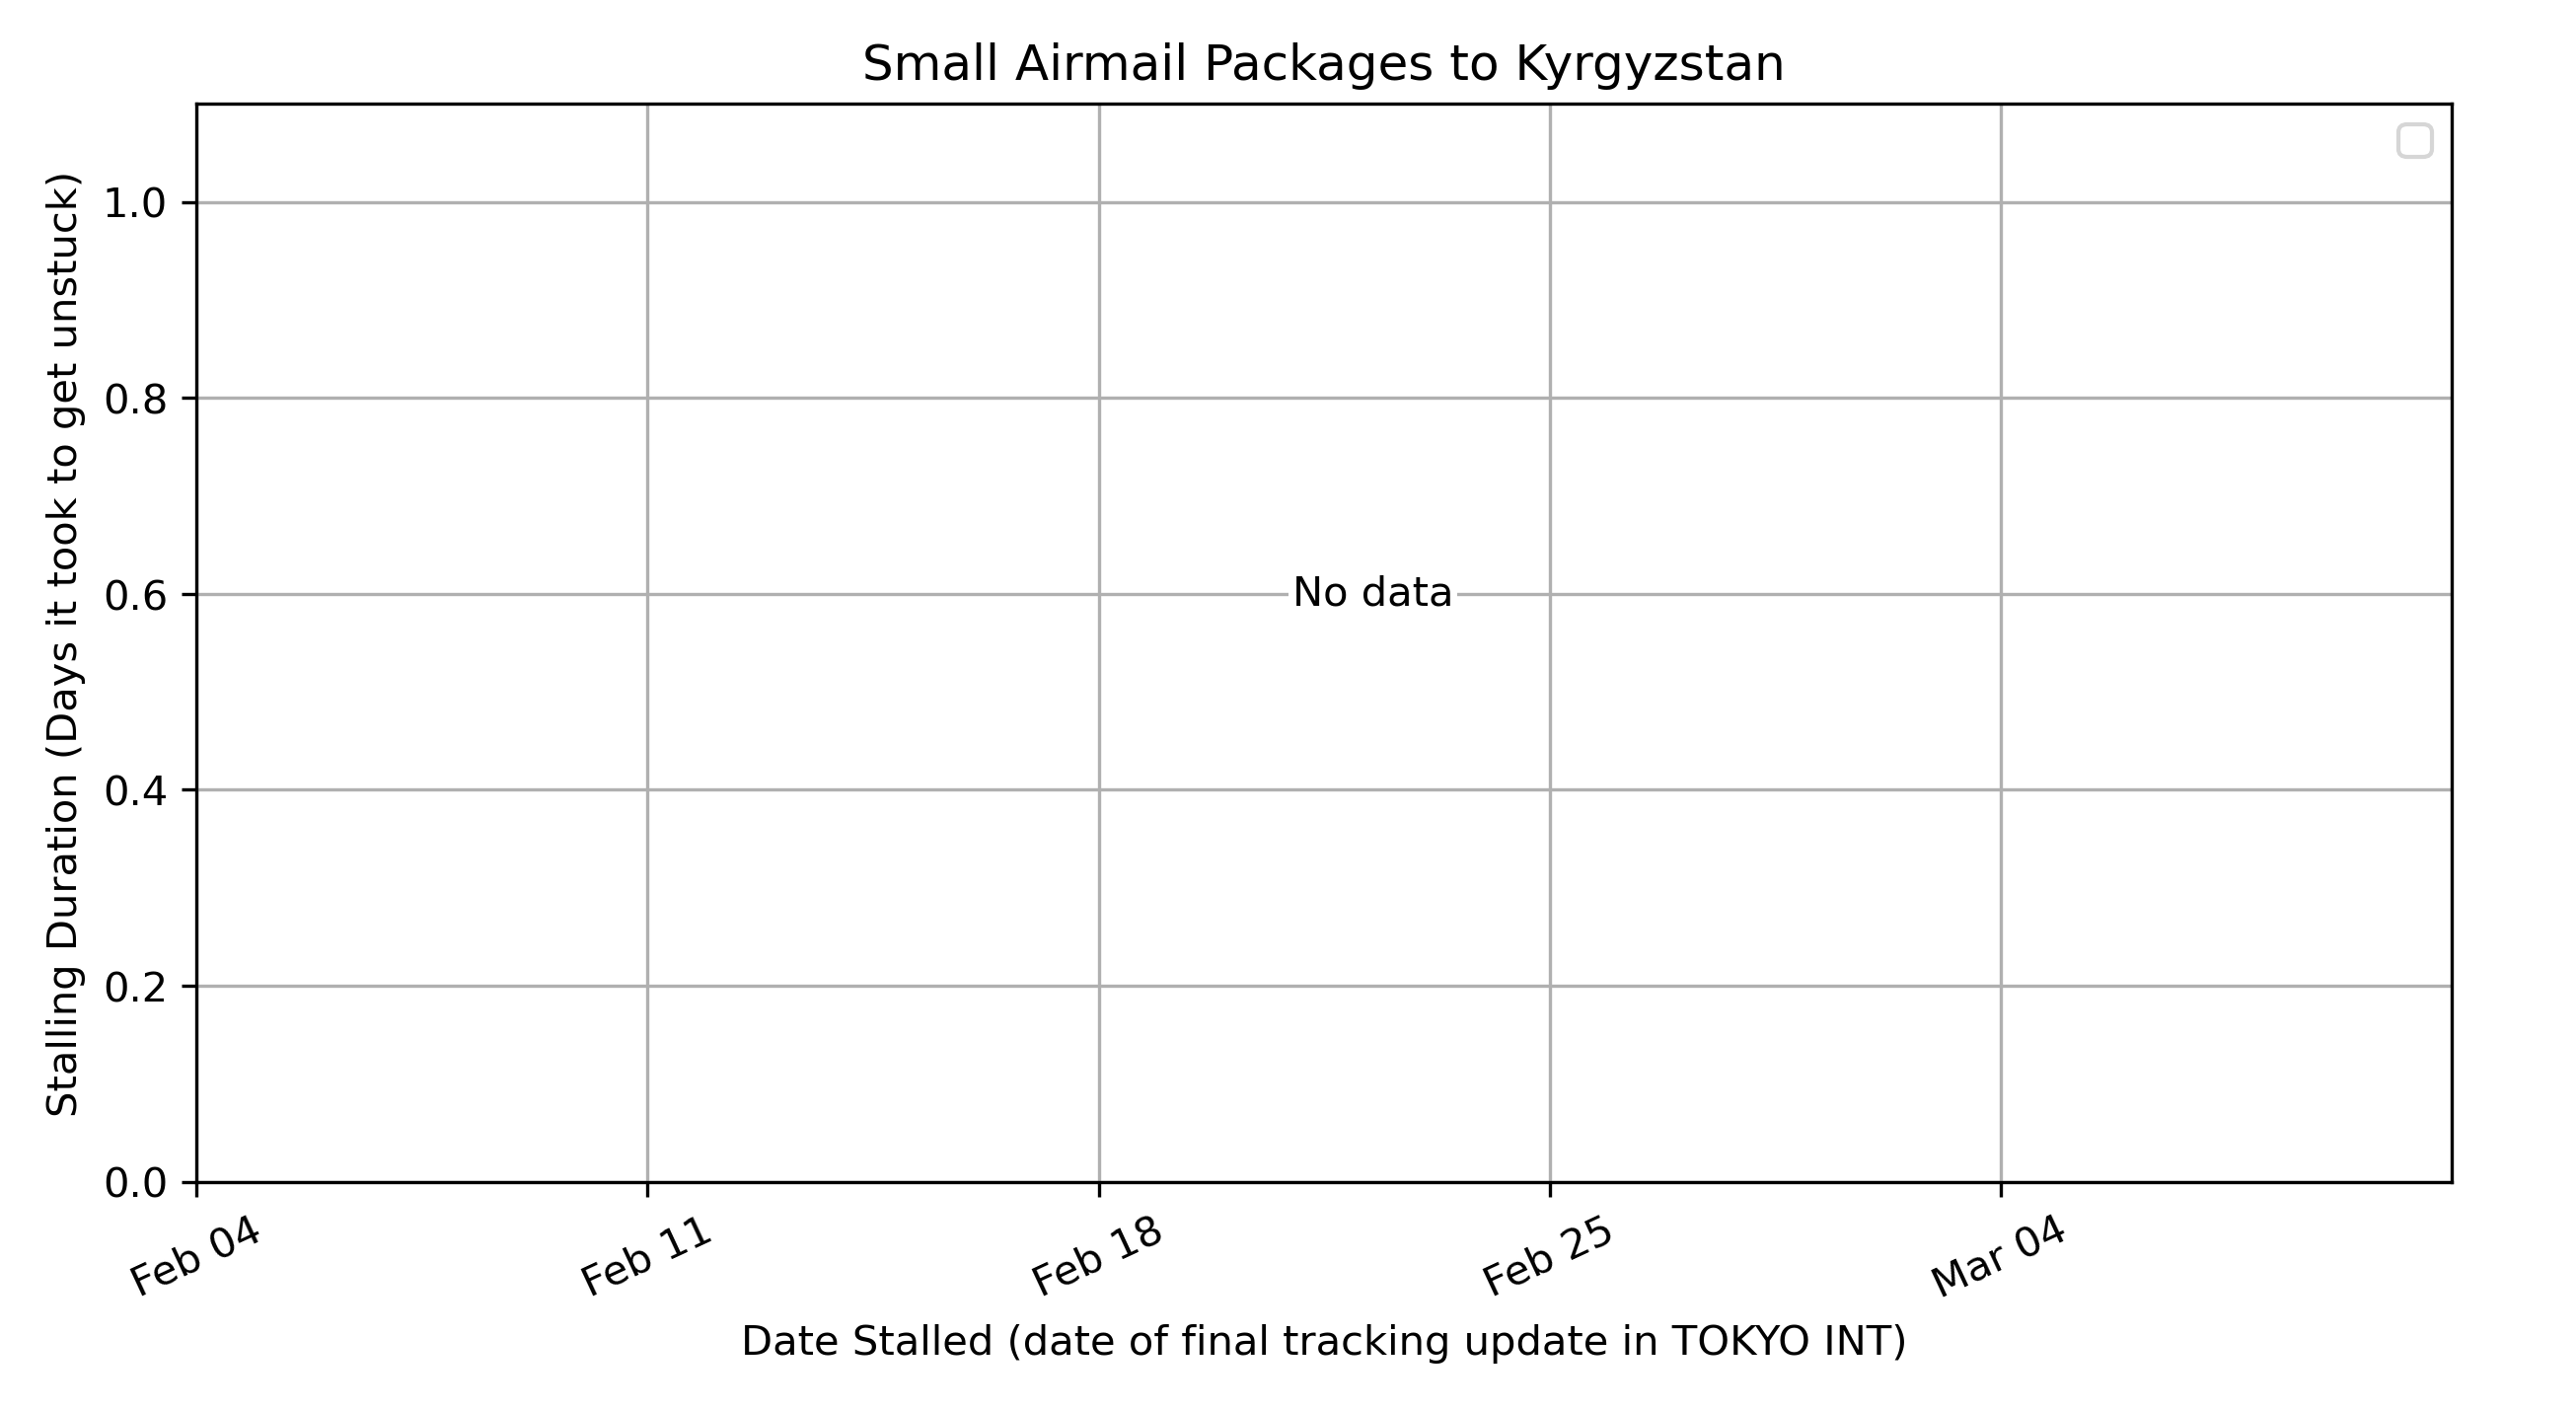 Small Airmail Packages to Kyrgyzstan
Stalling Duration (Days it took to get unstuck)
1.0
0.8
0.6
0.4
0.2
0.0
No data
Feb 04
Feb 11
Feb 18
Feb 25
Mar 04
Date Stalled (date of final tracking update in TOKYO INT)